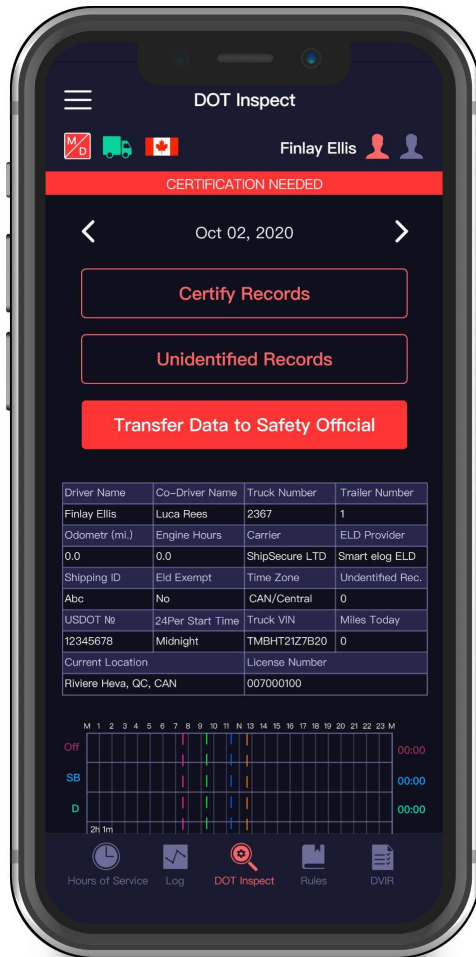 DOT Inspect
M/D
Finlay Ellis
CERTIFICATION NEEDED
Oct 02, 2020
Certify Records
Unidentified Records
Transfer Data to Safety Official
Driver Name Co-Driver Name Truck Number Trailer Number
Finlay Ellis Luca Rees 2367 1
Odometr (mi.) Engine Hours Carrier ELD Provider
0.0 0.0 ShipSecure LTD Smart elog ELD
Shipping ID Eld Exempt Time Zone Undentified Rec.
Abc No CAN/Central 0
USDOT № 24Per Start Time Truck VIN Miles Today
12345678 Midnight TMBHT21Z7B20 0
Current Location License Number
Riviere Heva, QC, CAN 007000100
M 1 2 3 4 5 6 7 8 9 10 11 N 13 14 15 16 17 18 19 20 21 22 23 M
Off 00:00
SB 00:00
D 00:00
2h 1m
Hours of Service Log DOT Inspect Rules DVIR